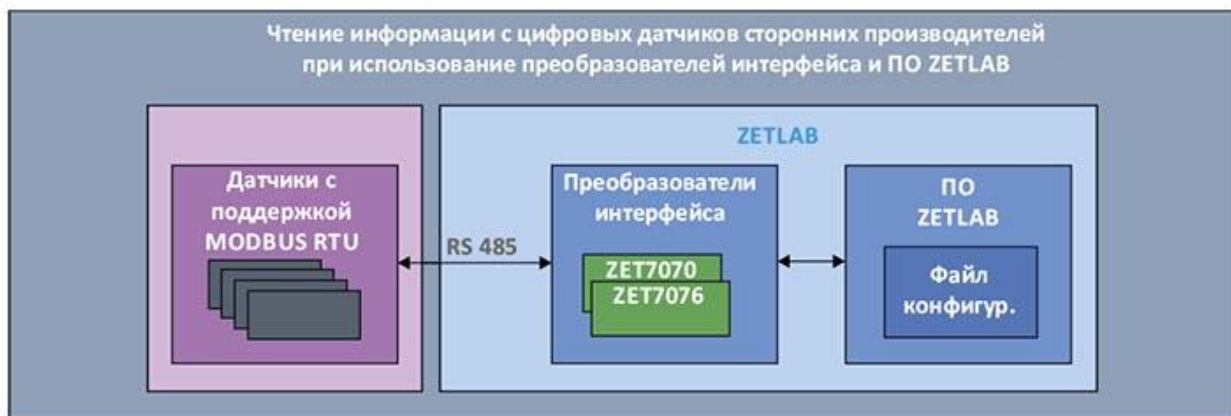 Чтение информации с цифровых датчиков сторонних производителей
при использование преобразователей интерфейса и ПО ZETLAB
ZETLAB
Датчики с
поддержкой
MODBUS RTU
RS 485
Преобразователи
интерфейса
ZET7070
ZET7076
ПО
ZETLAB
Файл
конфигур.